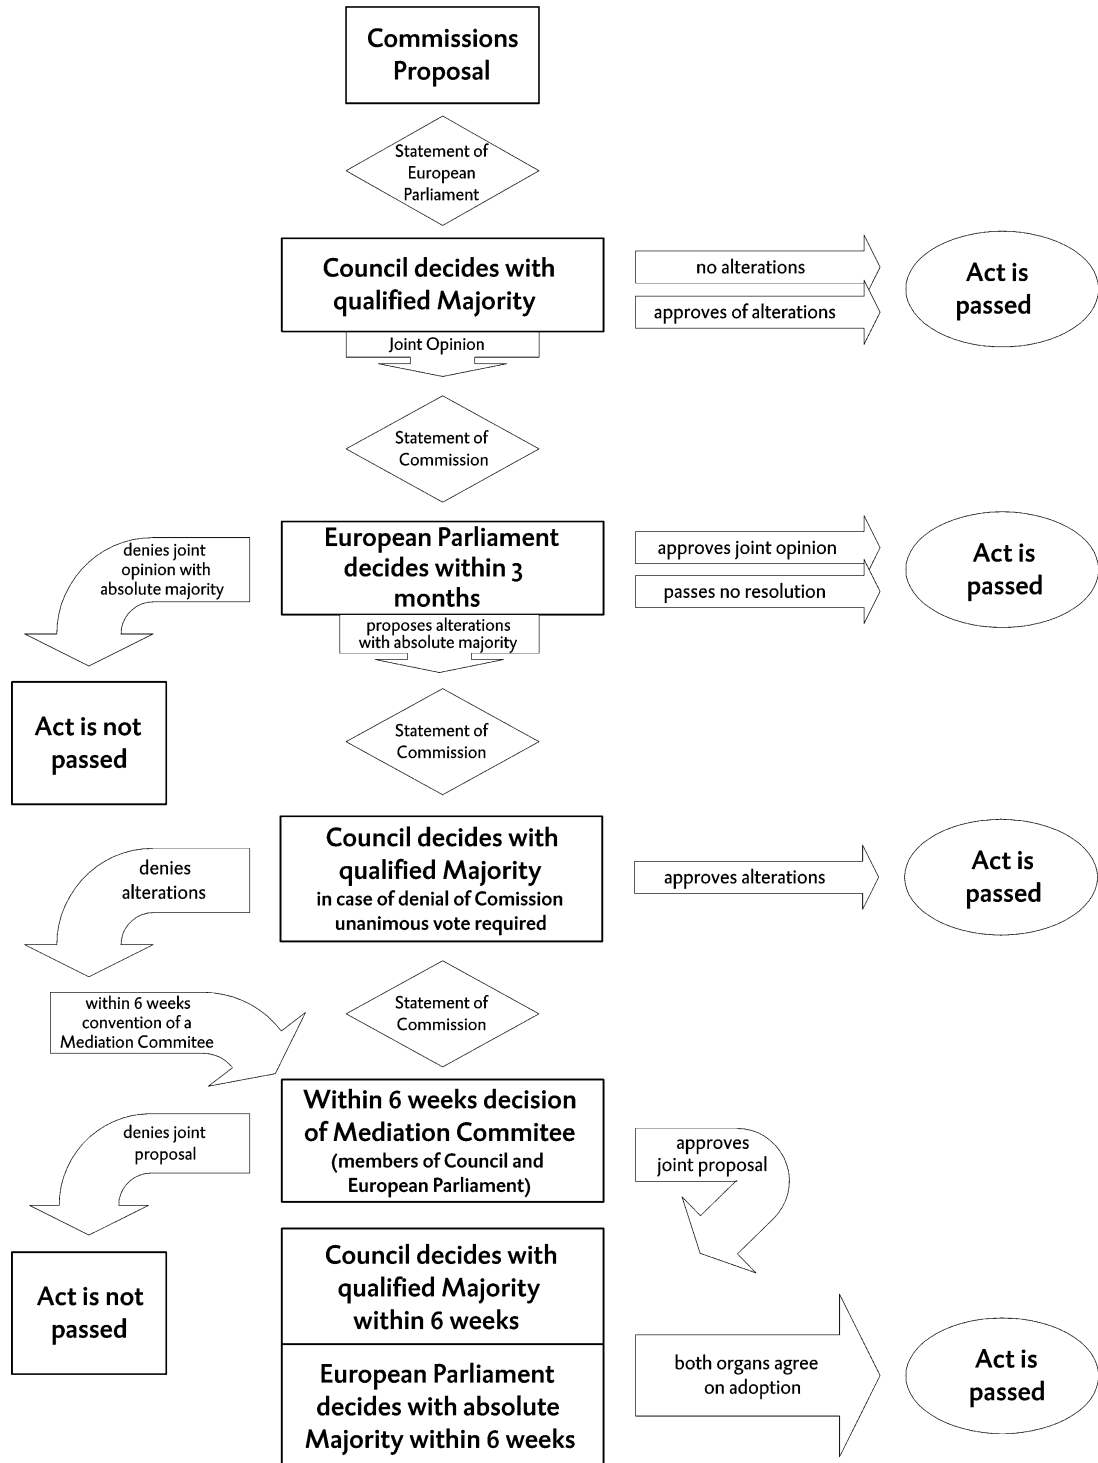 Commissions
Proposal
Statement of
European
Parliament
Council decides with
qualified Majority
no alterations
approves of alterations
Act is
passed
Joint Opinion
Statement of
Commission
denies joint
opinion with
absolute majority
European Parliament
decides within 3
months
approves joint opinion
passes no resolution
Act is
passed
proposes alterations
with absolute majority
Act is not
passed
Statement of
Commission
denies
alterations
Council decides with
qualified Majority
in case of denial of Comission
unanimous vote required
approves alterations
Act is
passed
within 6 weeks
convention of a
Mediation Commitee
Statement of
Commission
denies joint
proposal
Within 6 weeks decision
of Mediation Commitee
(members of Council and
European Parliament)
approves
joint proposal
Act is not
passed
Council decides with
qualified Majority
within 6 weeks
European Parliament
decides with absolute
Majority within 6 weeks
both organs agree
on adoption
Act is
passed